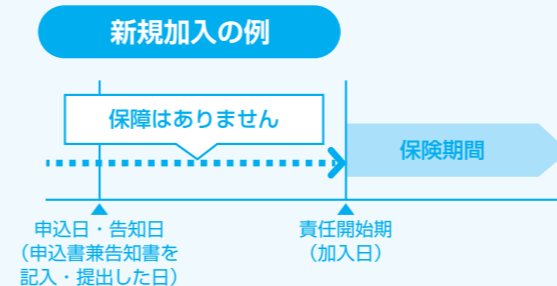 新規加入の例
保障はありません
保険期間
申込日・告知日
（申込書兼告知書を
記入・提出した日）
責任開始期
（加入日）